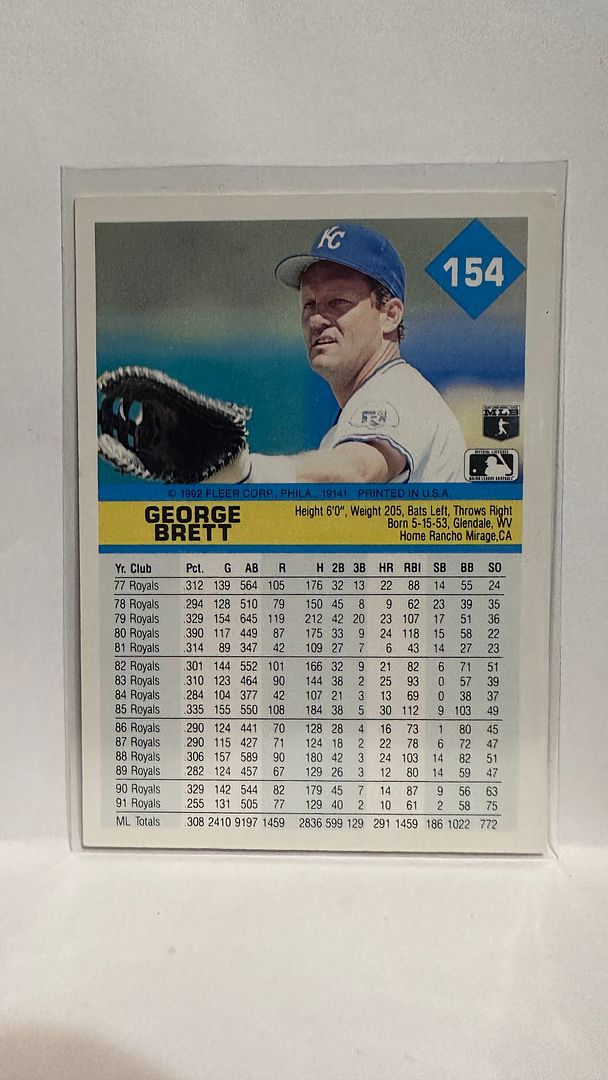 KC
154
R
MLB
OFFICIAL LICENSEE
MAJOR LEAGUE BASEBALL
© 1992 FLEER CORP., PHILA., 19141 PRINTED IN U.S.A.
GEORGE
BRETT
Height 6'0", Weight 205, Bats Left, Throws Right
Born 5-15-53, Glendale, WV
Home Rancho Mirage,CA
Yr. Club Pct. G AB R H 2B 3B HR RBI SB BB SO
77 Royals .312 139 564 105 176 32 13 22 88 14 55 24
78 Royals .294 128 510 79 150 45 8 9 62 23 39 35
79 Royals .329 154 645 119 212 42 20 23 107 17 51 36
80 Royals .390 117 449 87 175 33 9 24 118 15 58 22
81 Royals .314 89 347 42 109 27 7 6 43 14 27 23
82 Royals .301 144 552 101 166 32 9 21 82 6 71 51
83 Royals .310 123 464 90 144 38 2 25 93 0 57 39
84 Royals .284 104 377 42 107 21 3 13 69 0 38 37
85 Royals .335 155 550 108 184 38 5 30 112 9 103 49
86 Royals .290 124 441 70 128 28 4 16 73 1 80 45
87 Royals .290 115 427 71 124 18 2 22 78 6 72 47
88 Royals .306 157 589 90 180 42 3 24 103 14 82 51
89 Royals .282 124 457 67 129 26 3 12 80 14 59 47
90 Royals .329 142 544 82 179 45 7 14 87 9 56 63
91 Royals .255 131 505 77 129 40 2 10 61 2 58 75
ML Totals .308 2410 9197 1459 2836 599 129 291 1459 186 1022 772